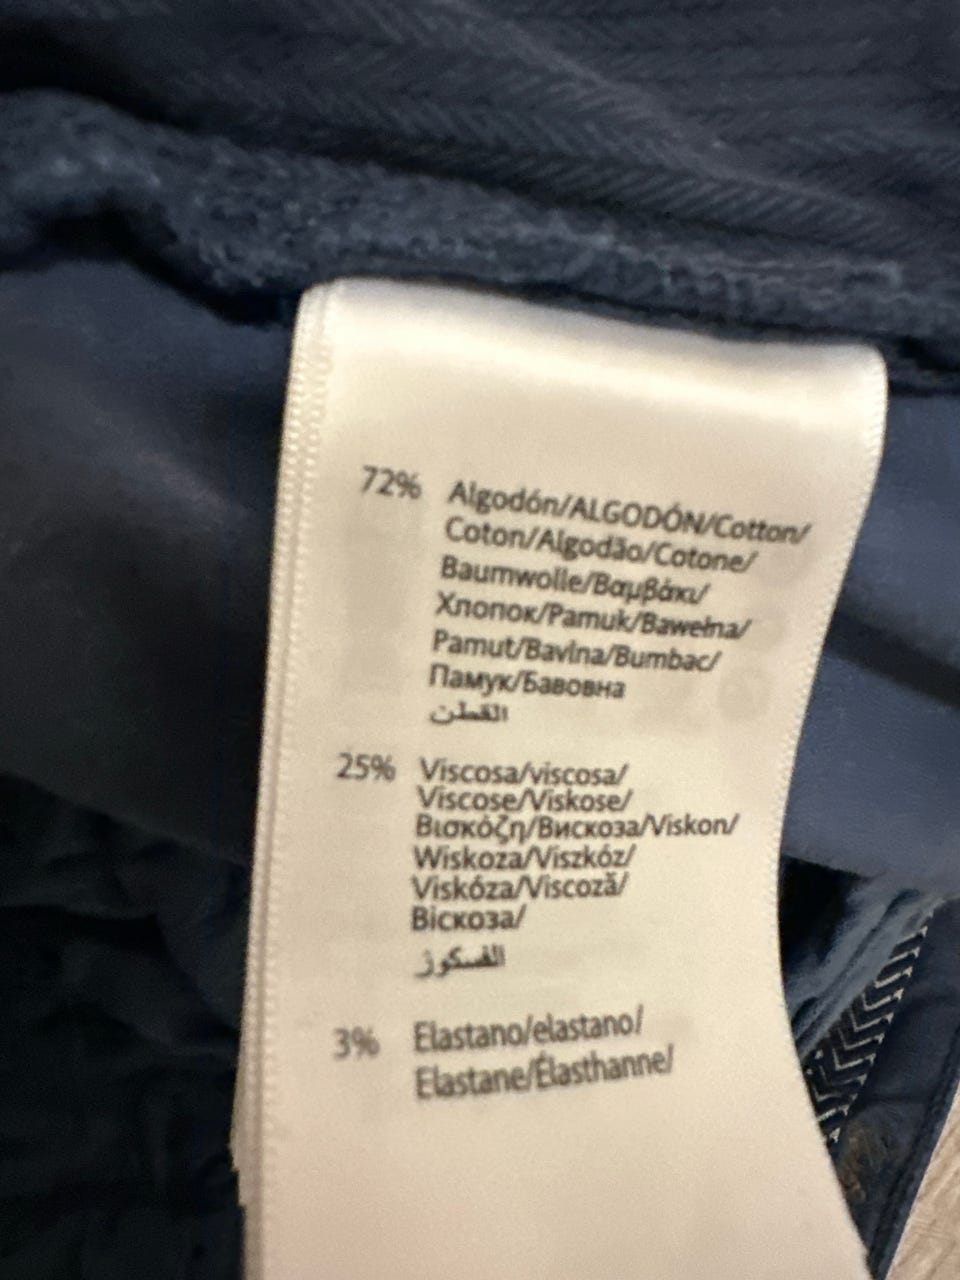 72% Algodón/ALGODÓN/Cotton/
Coton/Algodão/Cotone/
Baumwolle/Βαμβάκι/
Хлопок/Pamuk/Bawełna/
Pamut/Bavlna/Bumbac/
Памук/Бавовна
القطن
25% Viscosa/viscosa/
Viscose/Viskose/
Βισκόζη/Вискоза/Viskon/
Wiskoza/Viszkóz/
Viskóza/Viscoză/
Віскоза/
الفسكوز
3% Elastano/elastano/
Elastane/Élasthanne/